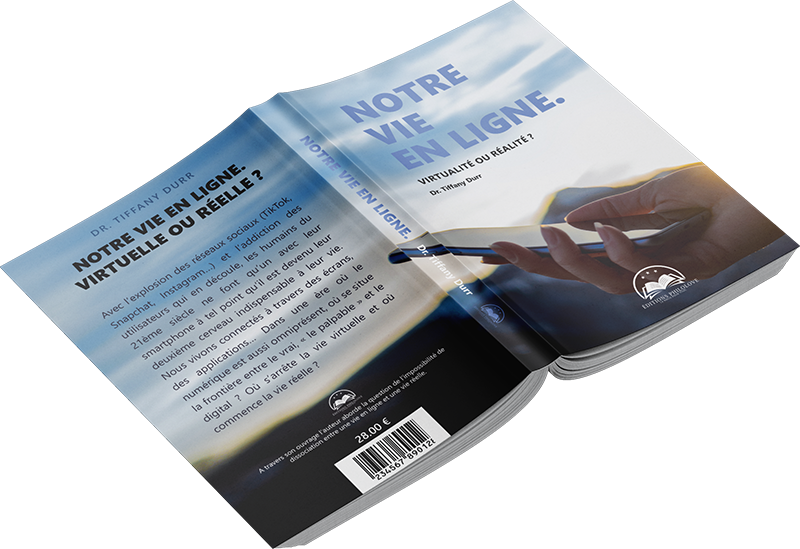 NOTRE
VIE
EN LIGNE.
VIRTUALITÉ OU RÉALITÉ ?
Dr. Tiffany Durr
EDITIONS PHILOLOVE
NOTRE VIE EN LIGNE.
Dr. Tiffany Durr
DR. TIFFANY DURR
NOTRE VIE EN LIGNE.
VIRTUELLE OU RÉELLE ?
Avec l'explosion des réseaux sociaux (TikTok,
Snapchat, Instagram...) et l'addiction des
utilisateurs qui en découle, les humains du
21ème siècle ne font qu'un avec leur
smartphone à tel point qu'il est devenu leur
deuxième cerveau indispensable à leur vie.
Nous vivons connectés à travers des écrans,
des applications... Dans une ère où le
numérique est aussi omniprésent, où se situe
la frontière entre le vrai, « le palpable » et le
digital ? Où s'arrête la vie virtuelle et où
commence la vie réelle ?
A travers son ouvrage l'auteur aborde la question de l'impossibilité de
dissociation entre une vie en ligne et une vie réelle.
28.00 €